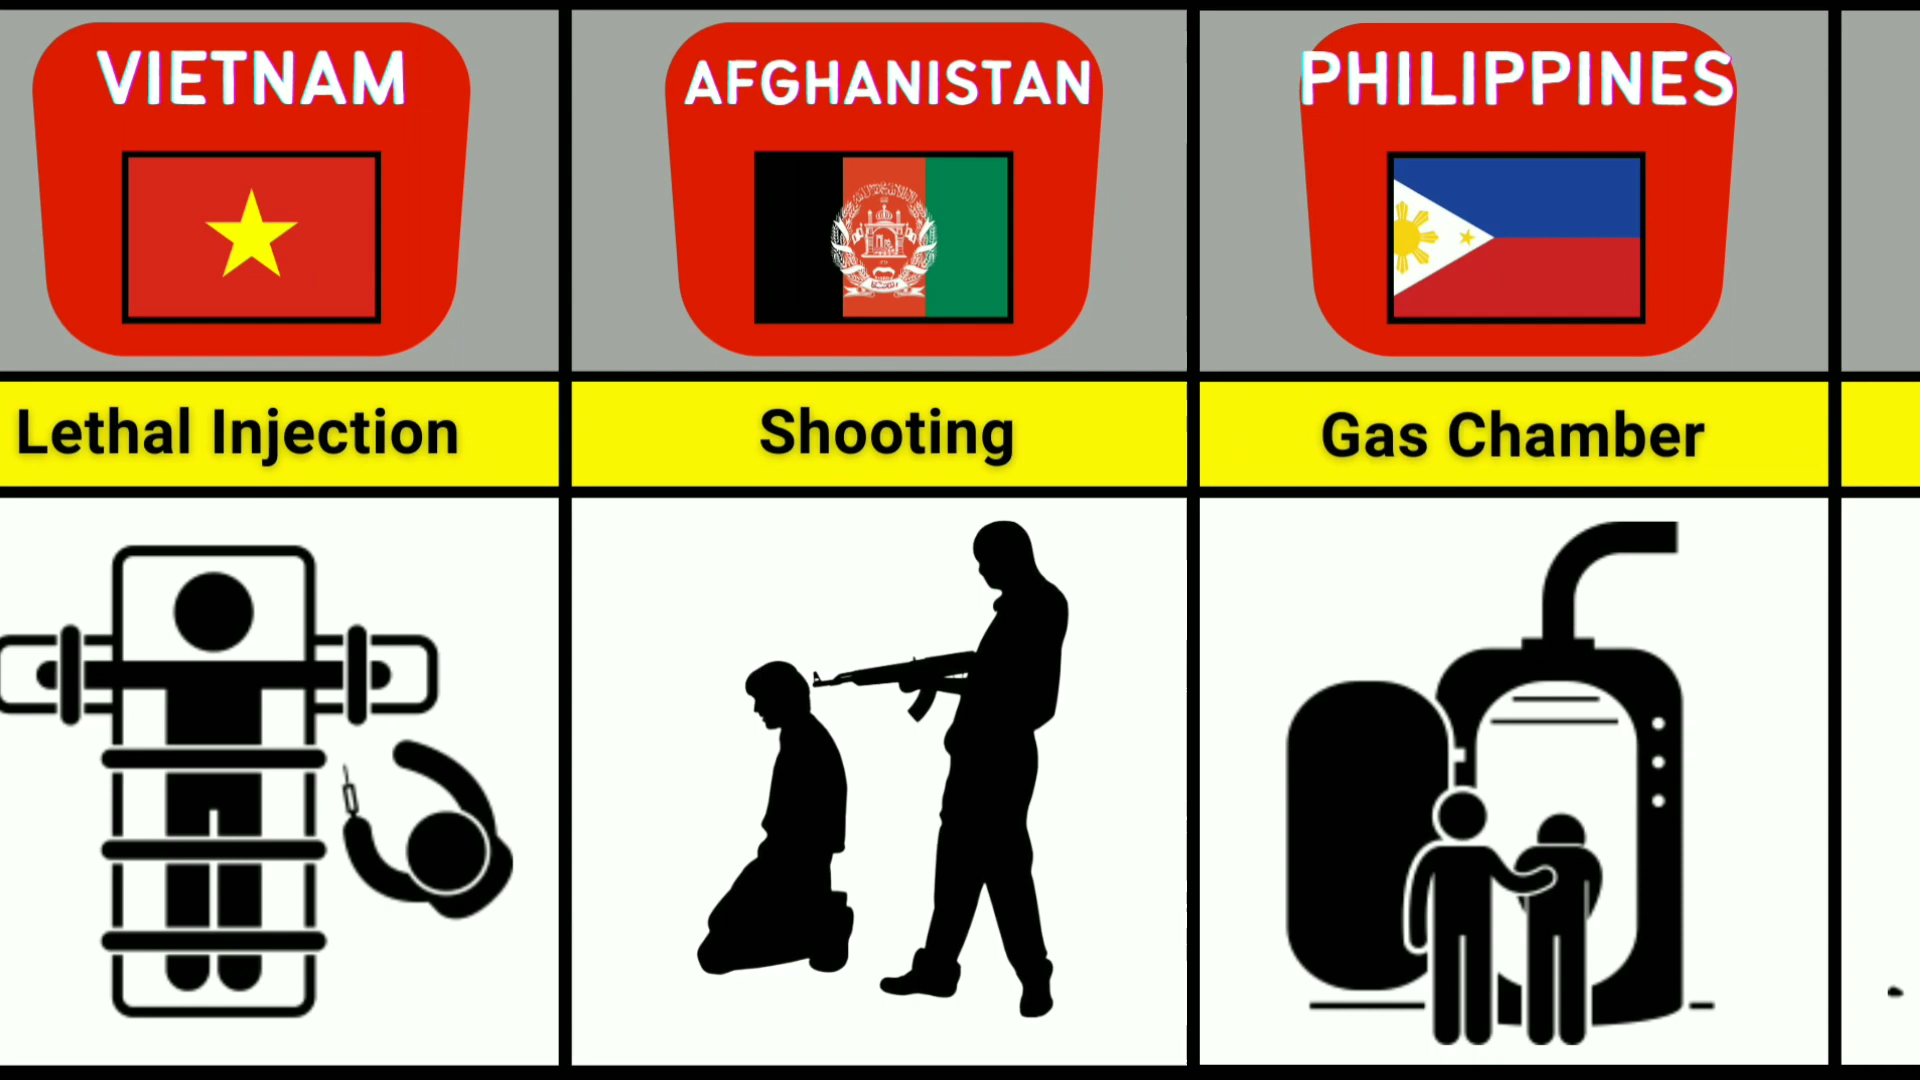 VIETNAM
AFGHANISTAN
PHILIPPINES
Lethal Injection
Shooting
Gas Chamber